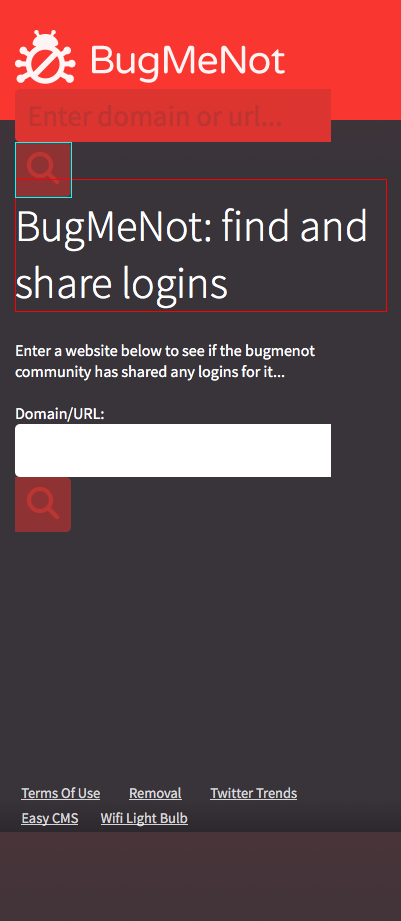 BugMeNot
Enter domain or url...
BugMeNot: find and
share logins
Enter a website below to see if the bugmenot
community has shared any logins for it...
Domain/URL:
Terms Of Use Removal Twitter Trends
Easy CMS Wifi Light Bulb